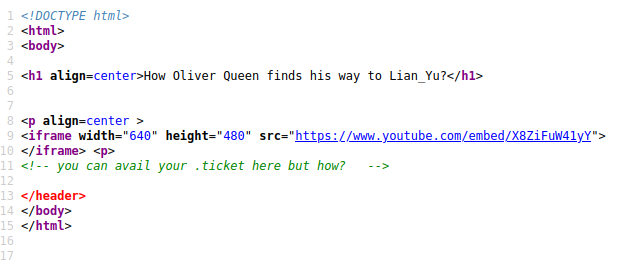 1 <!DOCTYPE html>
2 <html>
3 <body>
4
5 <h1 align=center>How Oliver Queen finds his way to Lian_Yu?</h1>
6
7
8 <p align=center >
9 <iframe width="640" height="480" src="https://www.youtube.com/embed/X8ZiFuW41yY">
10 </iframe> <p>
11 <!-- you can avail your .ticket here but how?   -->
12
13 </header>
14 </body>
15 </html>
16
17